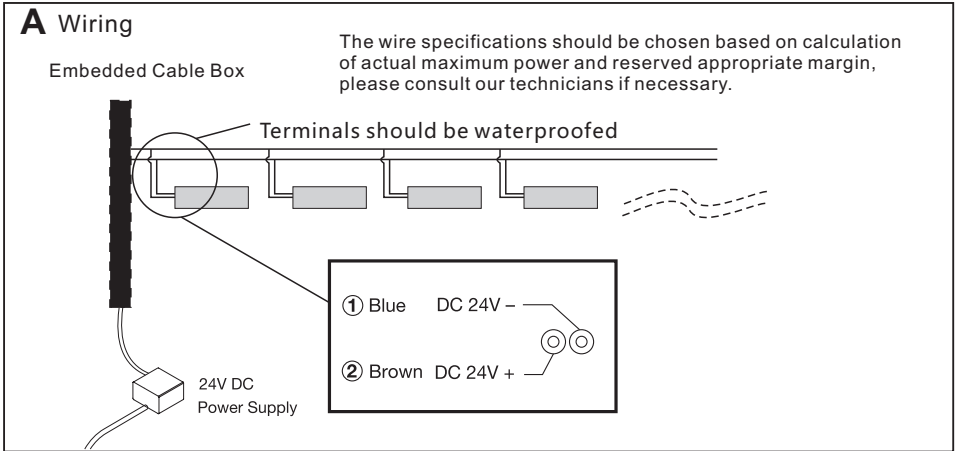 A Wiring
The wire specifications should be chosen based on calculation
of actual maximum power and reserved appropriate margin,
please consult our technicians if necessary.
Embedded Cable Box
Terminals should be waterproofed
① Blue DC 24V –
② Brown DC 24V +
24V DC
Power Supply